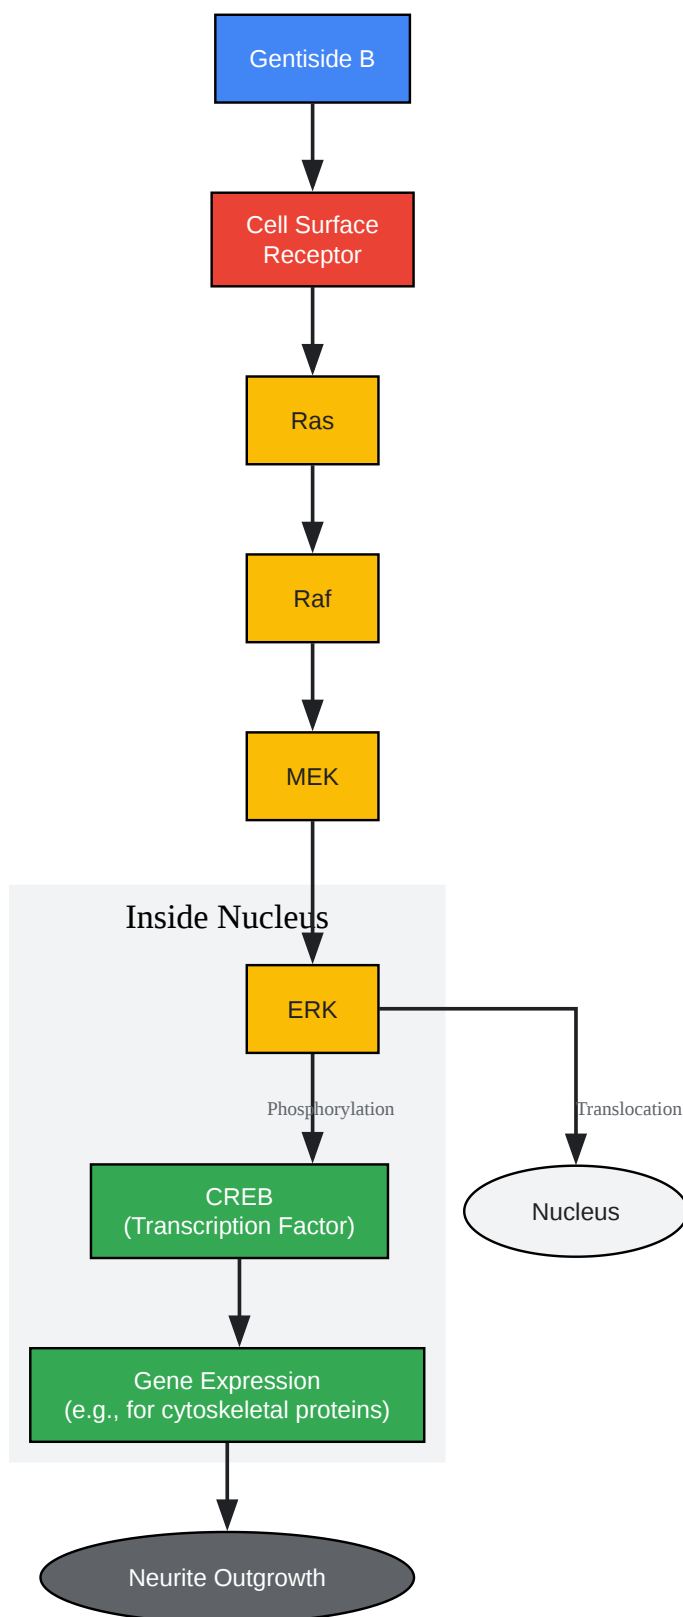 Gentiside B
Cell Surface
Receptor
Ras
Raf
MEK
Inside Nucleus
ERK
Phosphorylation
Translocation
CREB
(Transcription Factor)
Nucleus
Gene Expression
(e.g., for cytoskeletal proteins)
Neurite Outgrowth